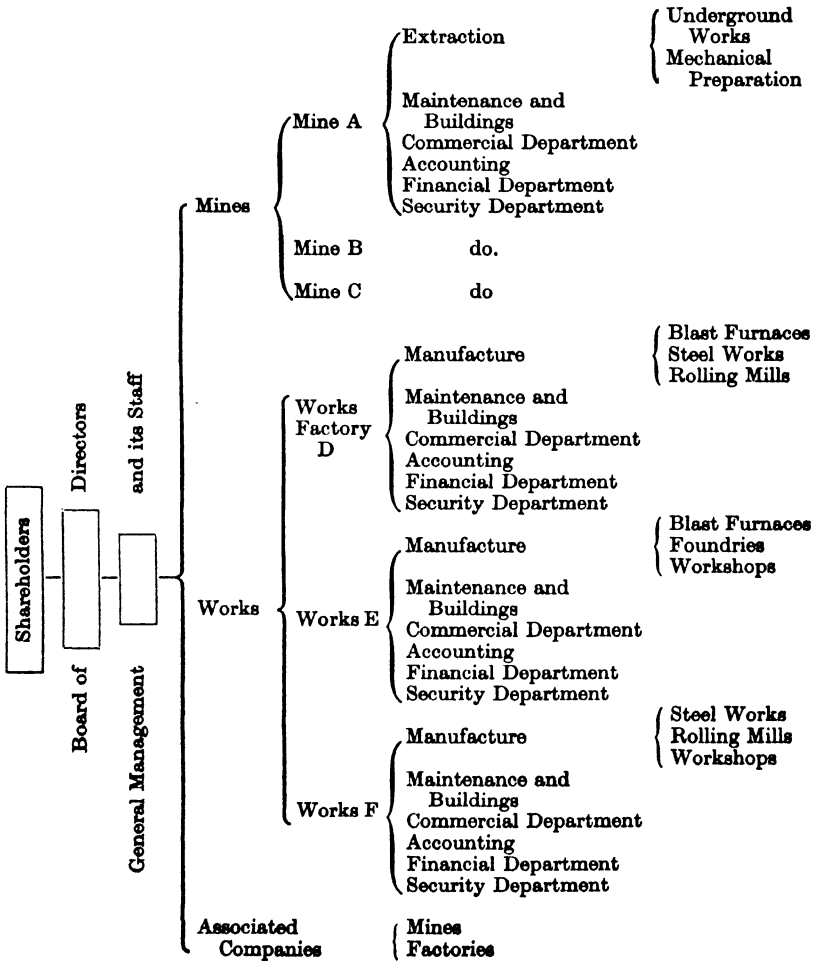 Shareholders
Board of Directors
General Management and its Staff
Mines
Mine A
Extraction
Underground
Works
Mechanical
Preparation
Maintenance and
Buildings
Commercial Department
Accounting
Financial Department
Security Department
Mine B do.
Mine C do
Works
Works
Factory
D
Manufacture
Blast Furnaces
Steel Works
Rolling Mills
Maintenance and
Buildings
Commercial Department
Accounting
Financial Department
Security Department
Works E
Manufacture
Blast Furnaces
Foundries
Workshops
Maintenance and
Buildings
Commercial Department
Accounting
Financial Department
Security Department
Works F
Manufacture
Steel Works
Rolling Mills
Workshops
Maintenance and
Buildings
Commercial Department
Accounting
Financial Department
Security Department
Associated
Companies
Mines
Factories